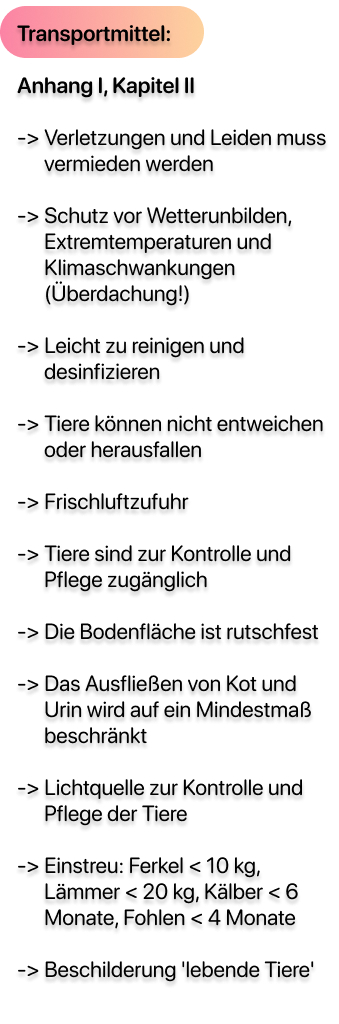 Transportmittel:
Anhang I, Kapitel II
-> Verletzungen und Leiden muss
vermieden werden
-> Schutz vor Wetterunbilden,
Extremtemperaturen und
Klimaschwankungen
(Überdachung!)
-> Leicht zu reinigen und
desinfizieren
-> Tiere können nicht entweichen
oder herausfallen
-> Frischluftzufuhr
-> Tiere sind zur Kontrolle und
Pflege zugänglich
-> Die Bodenfläche ist rutschfest
-> Das Ausfließen von Kot und
Urin wird auf ein Mindestmaß
beschränkt
-> Lichtquelle zur Kontrolle und
Pflege der Tiere
-> Einstreu: Ferkel < 10 kg,
Lämmer < 20 kg, Kälber < 6
Monate, Fohlen < 4 Monate
-> Beschilderung 'lebende Tiere'